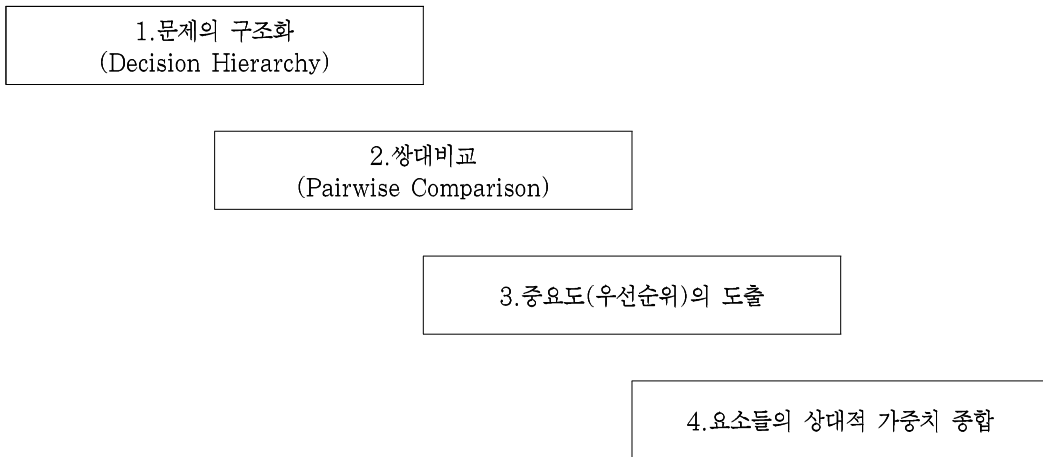 1.문제의 구조화
(Decision Hierarchy)
2.쌍대비교
(Pairwise Comparison)
3.중요도(우선순위)의 도출
4.요소들의 상대적 가중치 종합